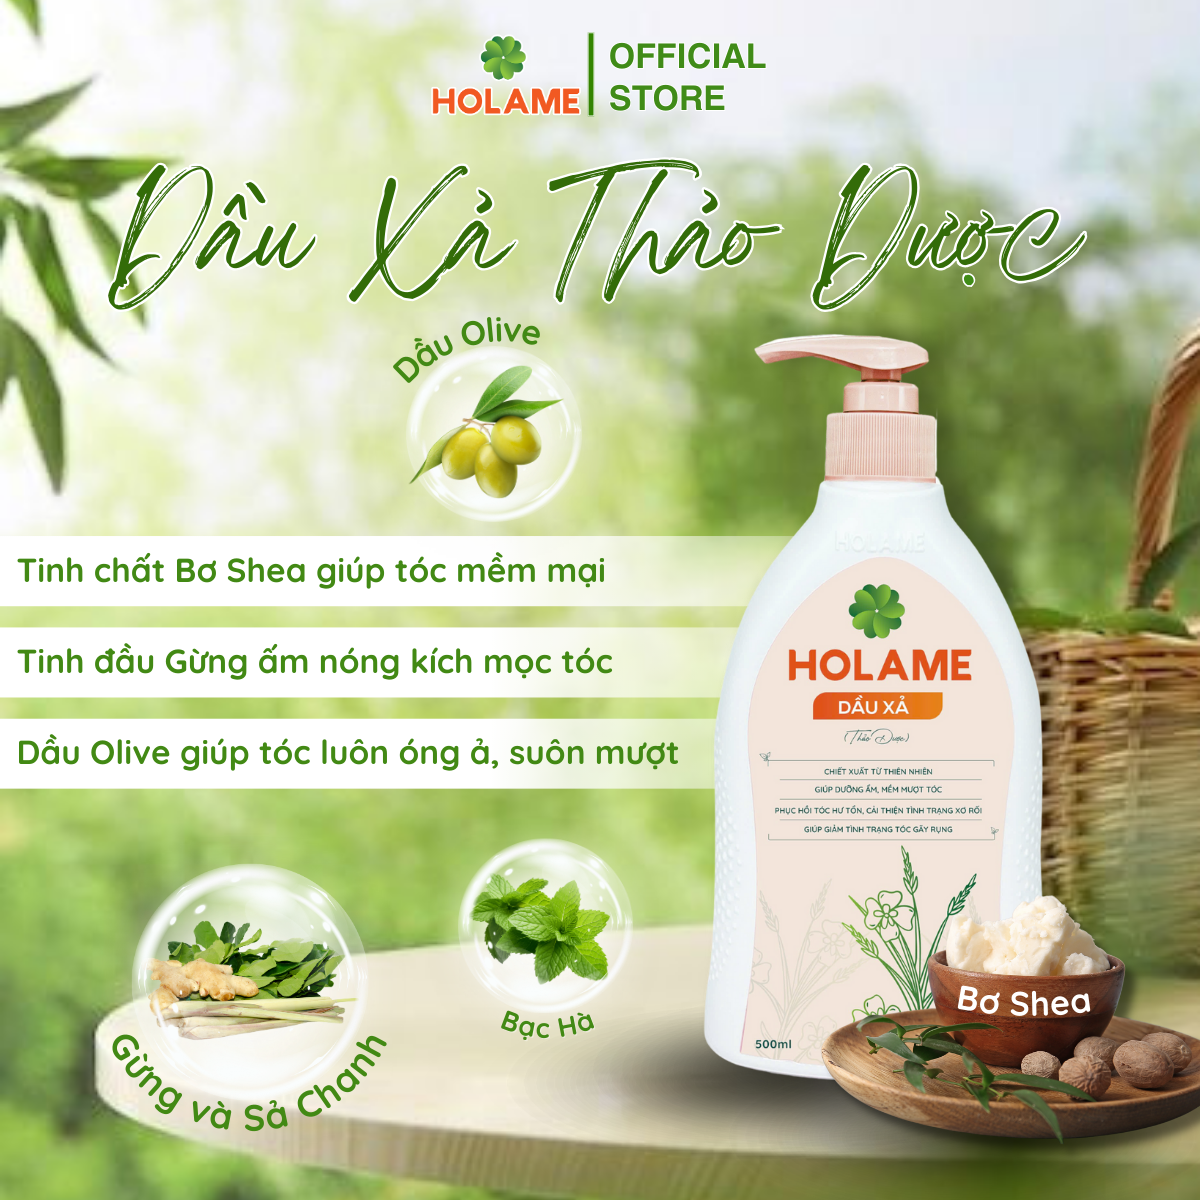 HOLAME
OFFICIAL
STORE
Dầu Xả Thảo Dược
Dầu Olive
Tinh chất Bơ Shea giúp tóc mềm mại
Tinh đầu Gừng ấm nóng kích mọc tóc
Dầu Olive giúp tóc luôn óng ả, suôn mượt
HOLAME
HOLAME
DẦU XẢ
(Thảo Dược)
CHIẾT XUẤT TỪ THIÊN NHIÊN
GIÚP DƯỠNG ẨM, MỀM MƯỢT TÓC
PHỤC HỒI TÓC HƯ TỔN, CẢI THIỆN TÌNH TRẠNG XƠ RỐI
GIÚP GIẢM TÌNH TRẠNG TÓC GÃY RỤNG
500ml
Bơ Shea
Bạc Hà
Gừng và Sả Chanh